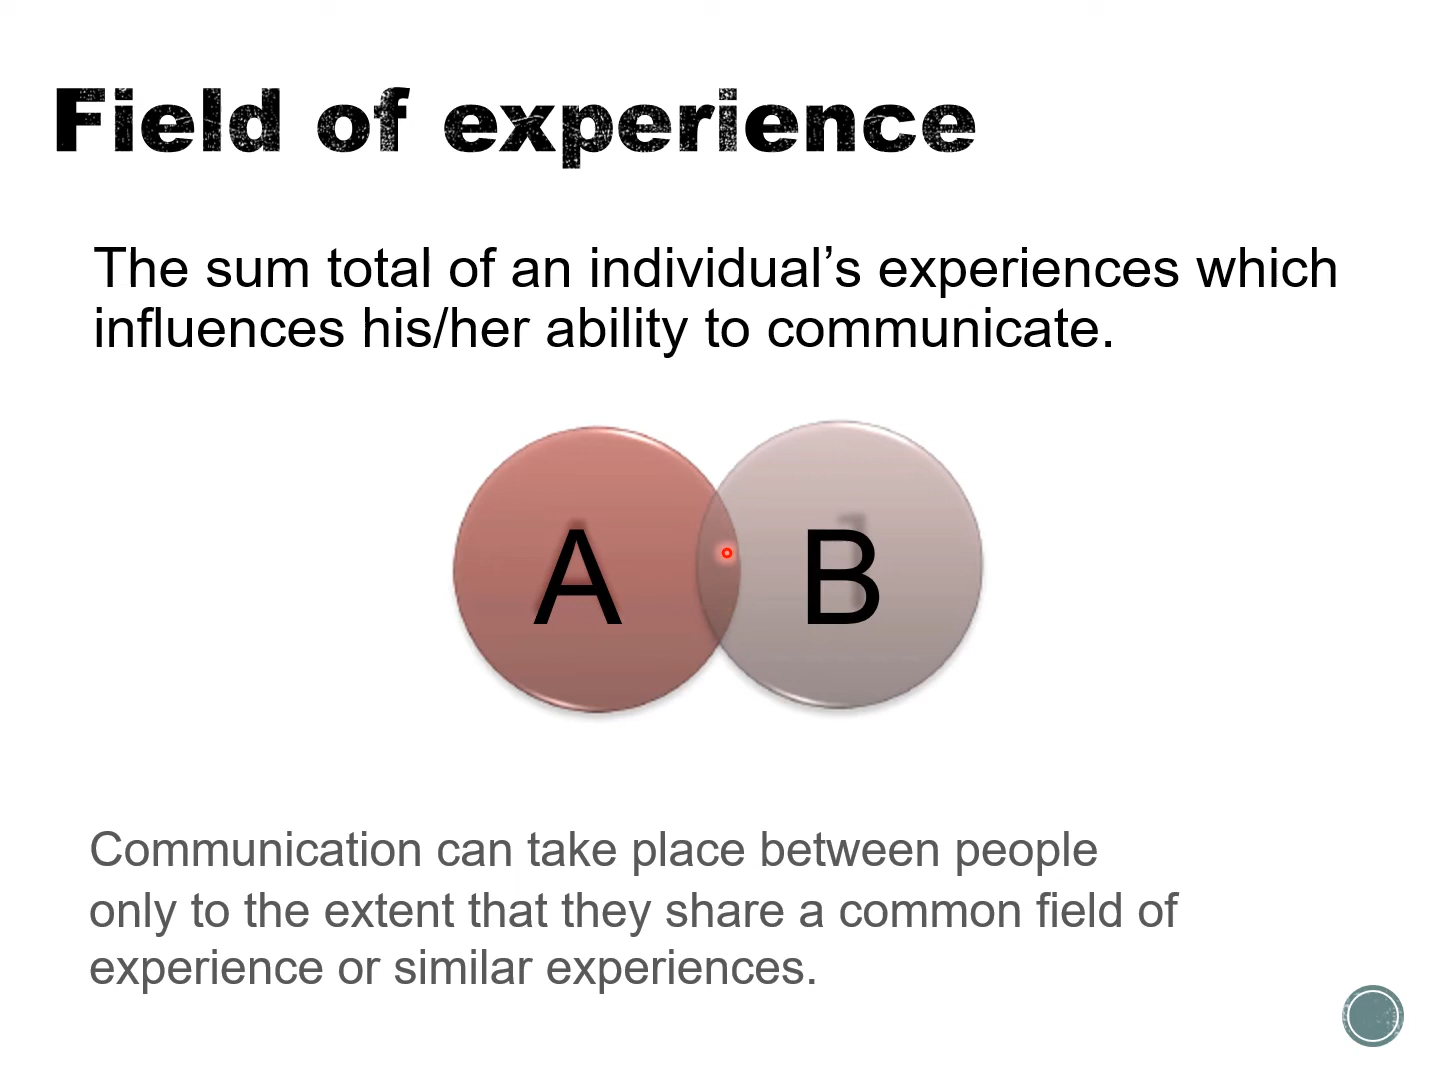 Field of experience
The sum total of an individual’s experiences which
influences his/her ability to communicate.
A B
Communication can take place between people
only to the extent that they share a common field of
experience or similar experiences.